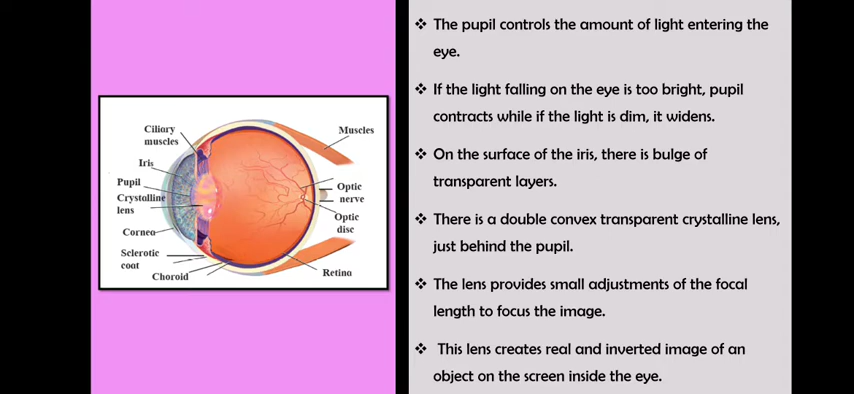 Ciliary
muscles
Iris
Pupil
Crystalline
lens
Cornea
Sclerotic
coat
Choroid
Muscles
Optic
nerve
Optic
disc
Retina
❖ The pupil controls the amount of light entering the
eye.
❖ If the light falling on the eye is too bright, pupil
contracts while if the light is dim, it widens.
❖ On the surface of the iris, there is bulge of
transparent layers.
❖ There is a double convex transparent crystalline lens,
just behind the pupil.
❖ The lens provides small adjustments of the focal
length to focus the image.
❖ This lens creates real and inverted image of an
object on the screen inside the eye.